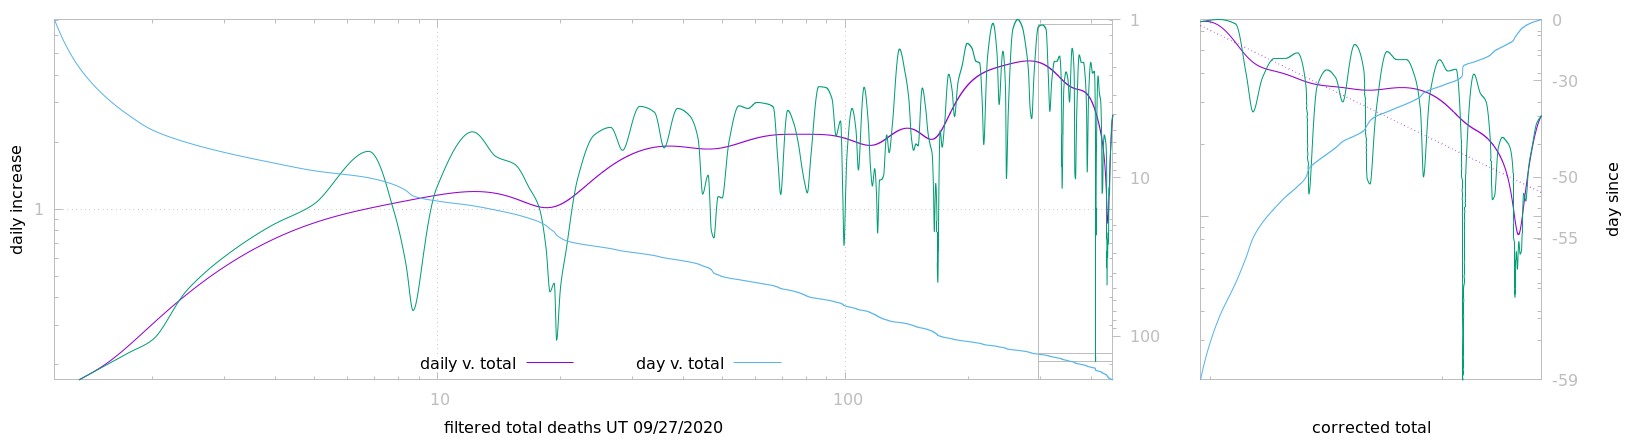 daily increase
1
1
10
100
daily v. total
day v. total
10
100
filtered total deaths UT 09/27/2020
0
-30
-50
-55
-59
day since
corrected total